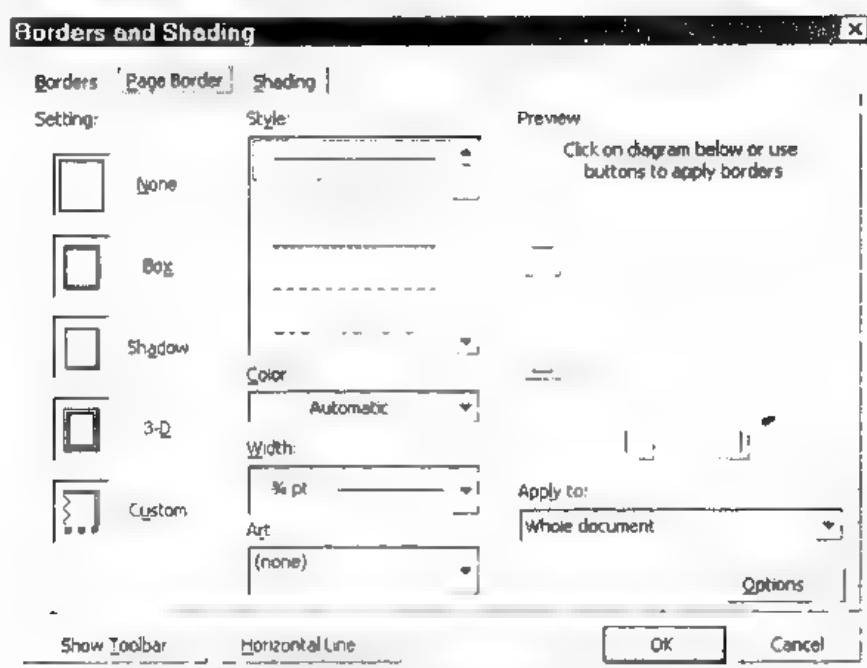 Borders and Shading
Borders Page Border Shading
Setting:
None
Box
Shadow
3-D
Custom
Style:
Color
Automatic
Width:
¾ pt
Art
(none)
Preview
Click on diagram below or use
buttons to apply borders
Apply to:
Whole document
Options
Show Toolbar
Horizontal Line
OK
Cancel